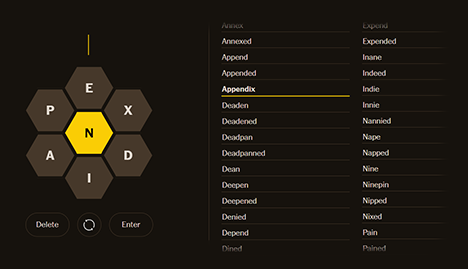 E
P
X
N
A
D
I
Delete
Enter
Annex
Annexed
Append
Appended
Appendix
Deaden
Deadened
Deadpan
Deadpanned
Dean
Deepen
Deepened
Denied
Depend
Dined
Expend
Expended
Inane
Indeed
Indie
Innie
Nannied
Nape
Napped
Nine
Ninepin
Nipped
Nixed
Pain
Pained